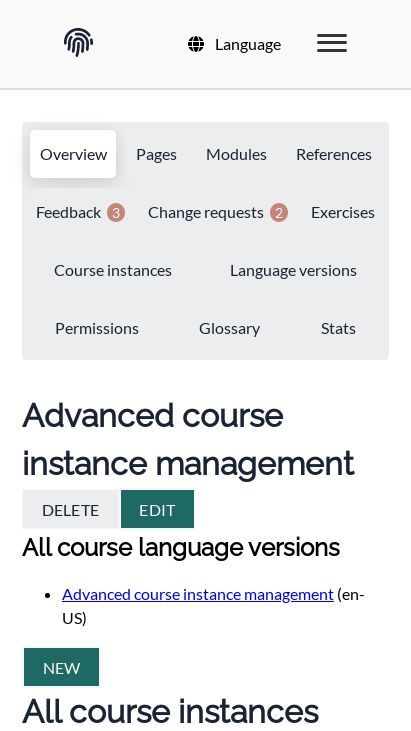 Language
Overview Pages Modules References
Feedback 3 Change requests 2 Exercises
Course instances Language versions
Permissions Glossary Stats
Advanced course
instance management
DELETE EDIT
All course language versions
Advanced course instance management (en-
US)
NEW
All course instances